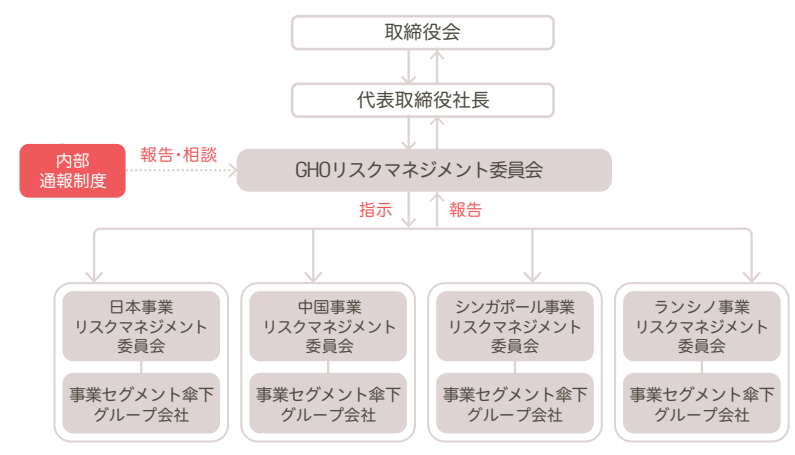 取締役会
代表取締役社長
内部
通報制度
報告・相談
GHOリスクマネジメント委員会
指示
報告
日本事業
リスクマネジメント
委員会
中国事業
リスクマネジメント
委員会
シンガポール事業
リスクマネジメント
委員会
ランシノ事業
リスクマネジメント
委員会
事業セグメント傘下
グループ会社
事業セグメント傘下
グループ会社
事業セグメント傘下
グループ会社
事業セグメント傘下
グループ会社